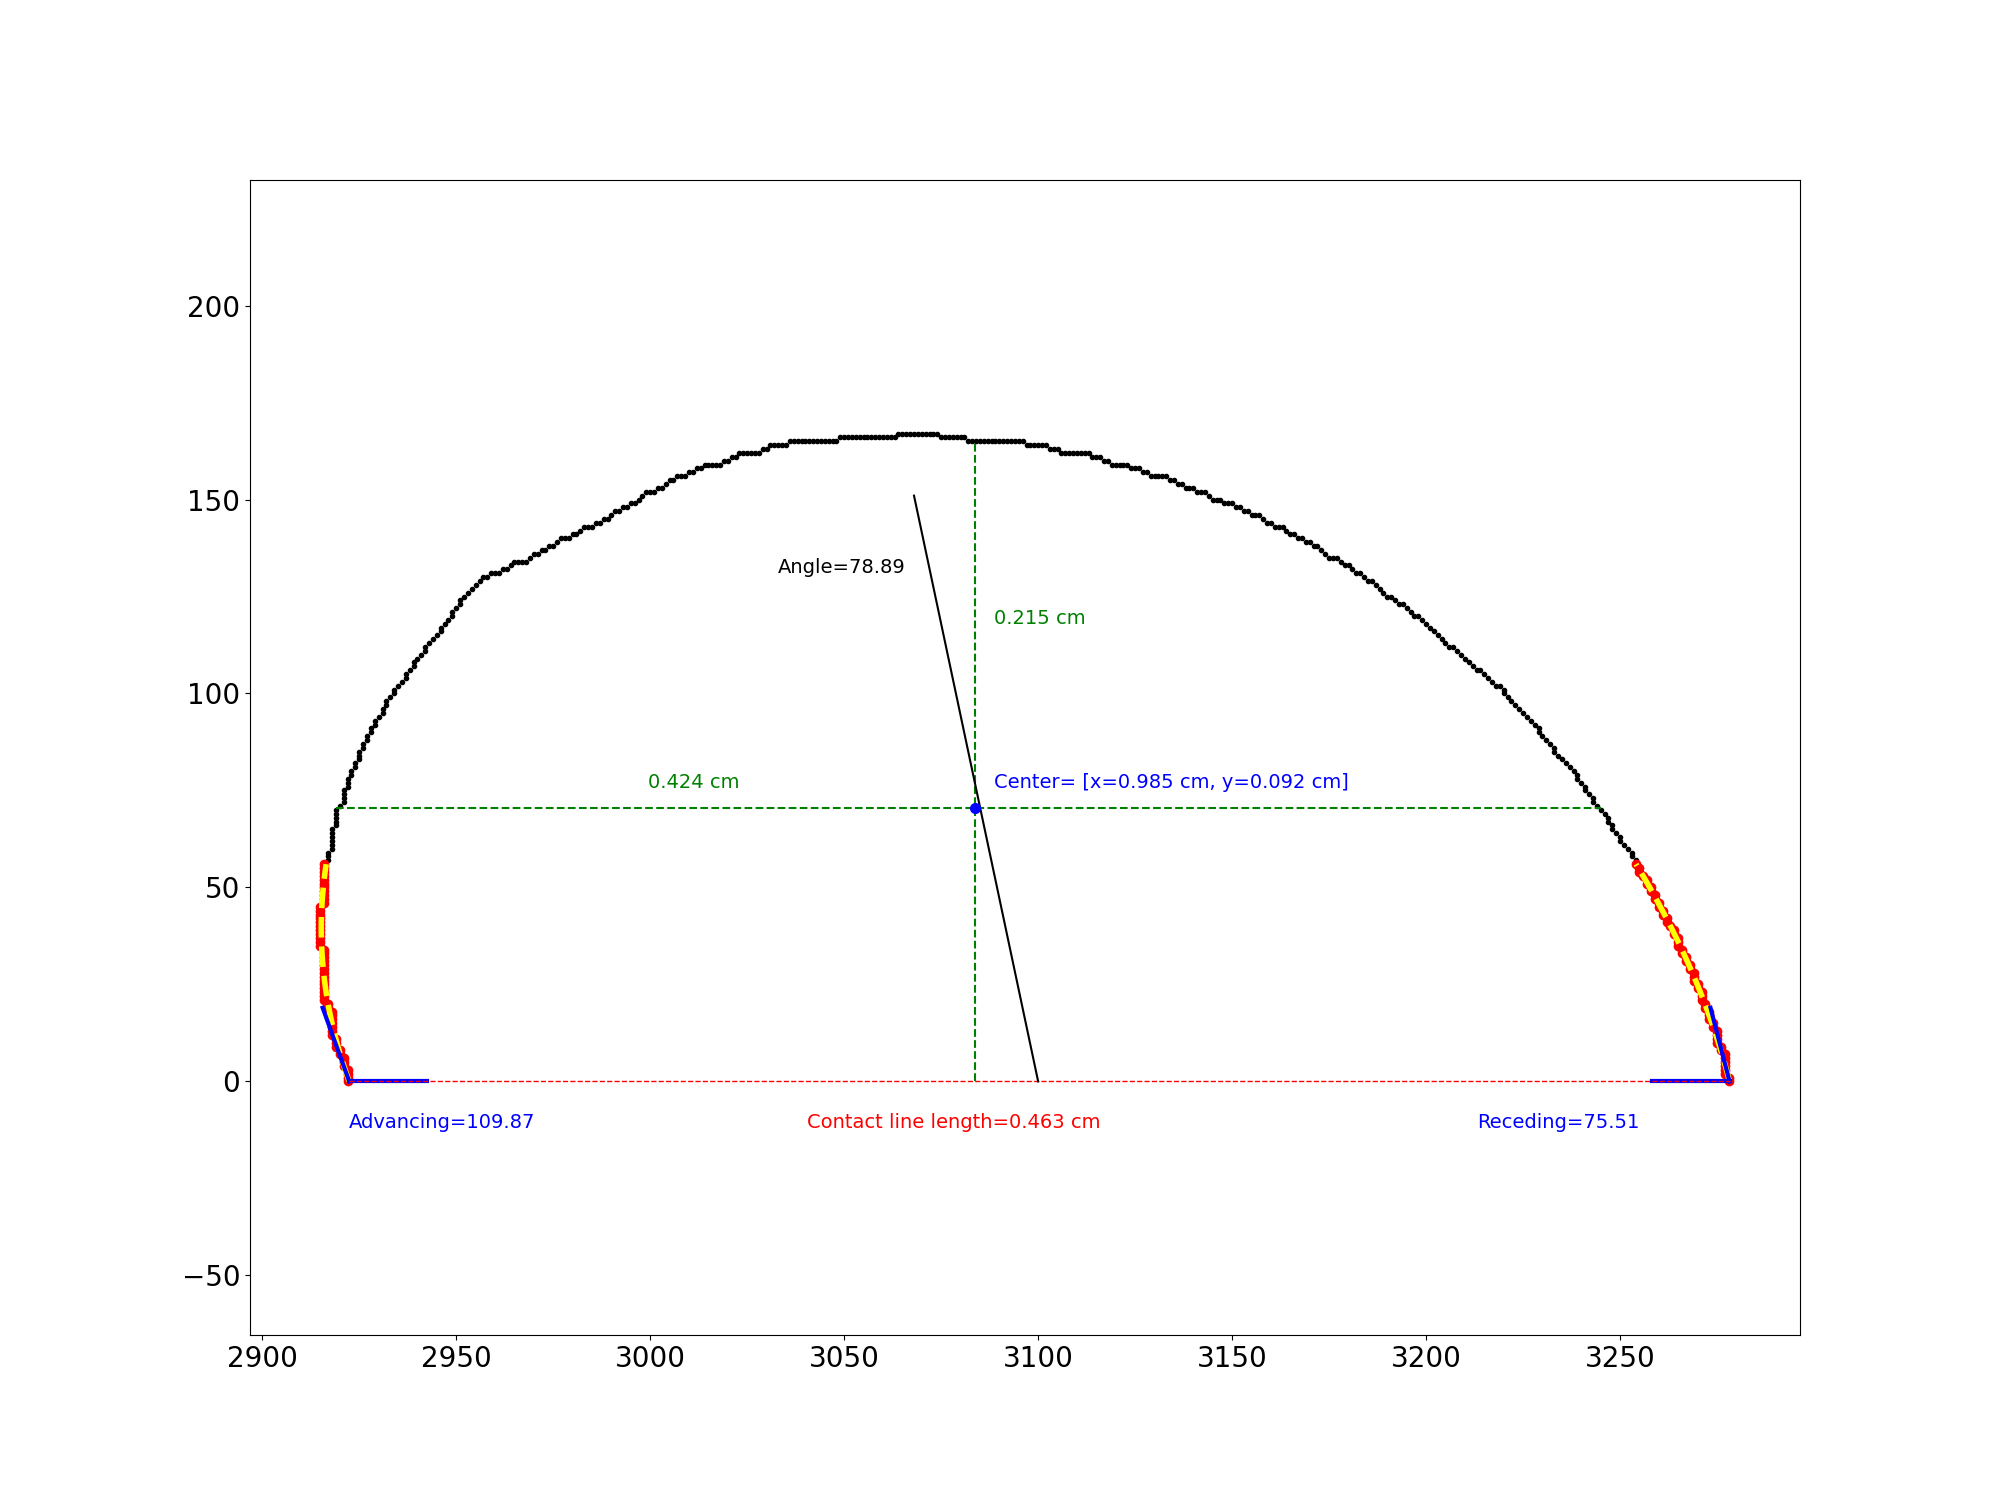 200
150
Angle=78.89
0.215 cm
100
0.424 cm
Center= [x=0.985 cm, y=0.092 cm]
50
0
Advancing=109.87
Contact line length=0.463 cm
Receding=75.51
−50
2900 2950 3000 3050 3100 3150 3200 3250